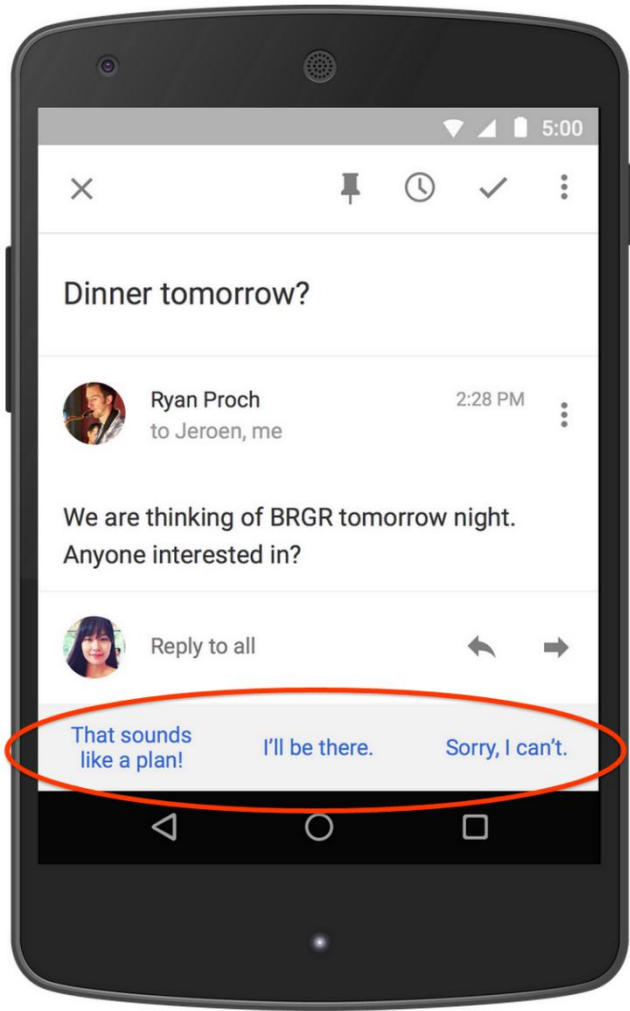 5:00
Dinner tomorrow?
Ryan Proch
2:28 PM
to Jeroen, me
We are thinking of BRGR tomorrow night.
Anyone interested in?
Reply to all
That sounds
like a plan!
I'll be there.
Sorry, I can't.